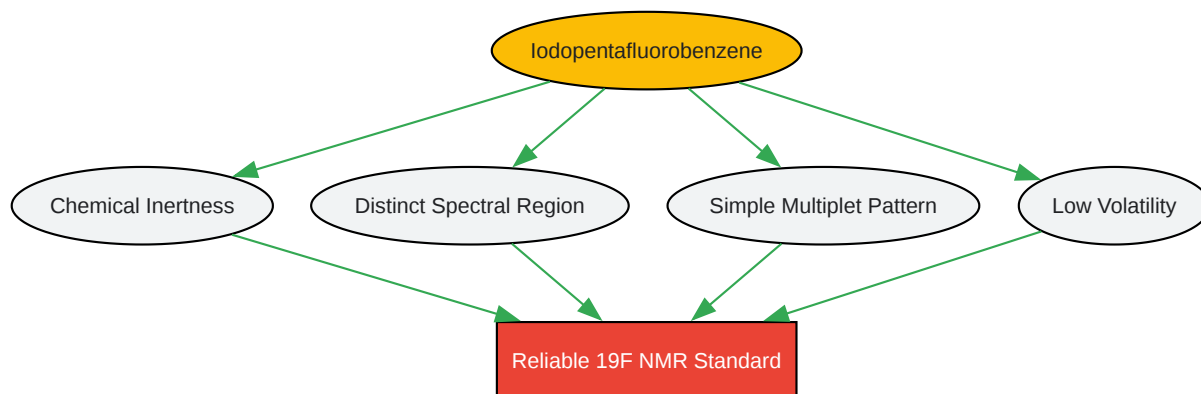 Iodopentafluorobenzene
Chemical Inertness
Distinct Spectral Region
Simple Multiplet Pattern
Low Volatility
Reliable 19F NMR Standard